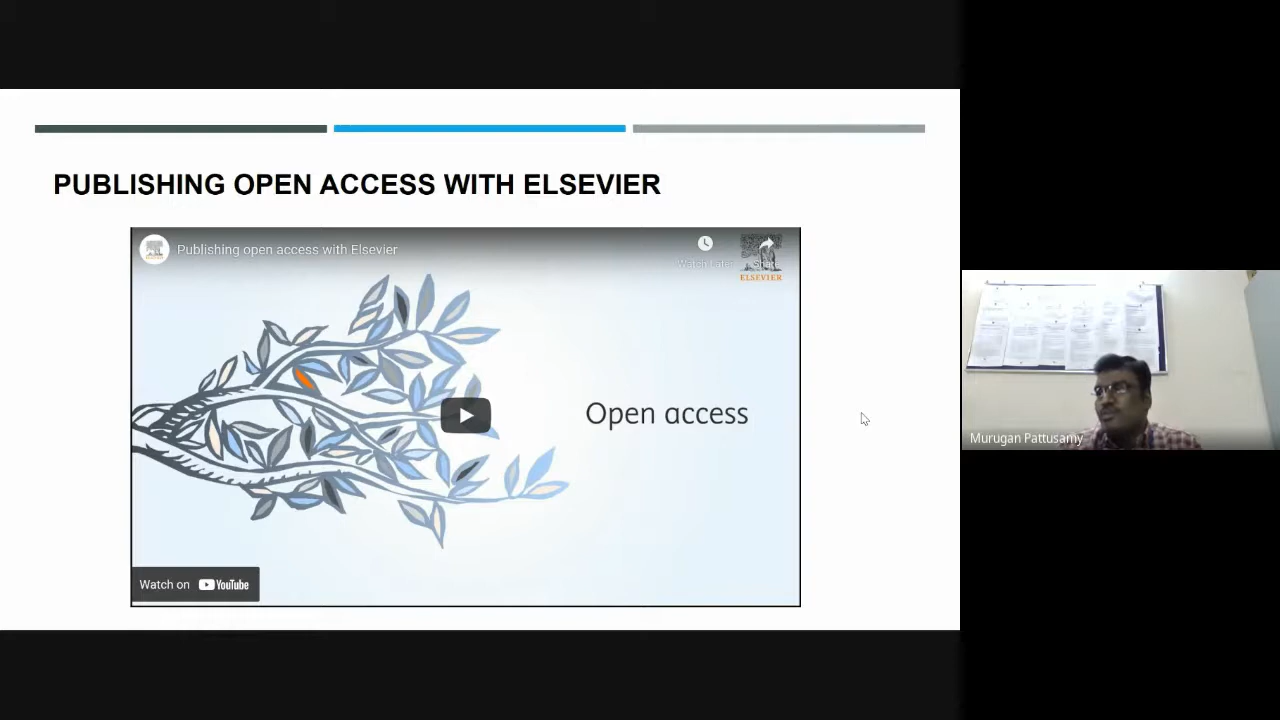 PUBLISHING OPEN ACCESS WITH ELSEVIER
Publishing open access with Elsevier
Watch Later
Share
ELSEVIER
Open access
Watch on YouTube
Murugan Pattusamy